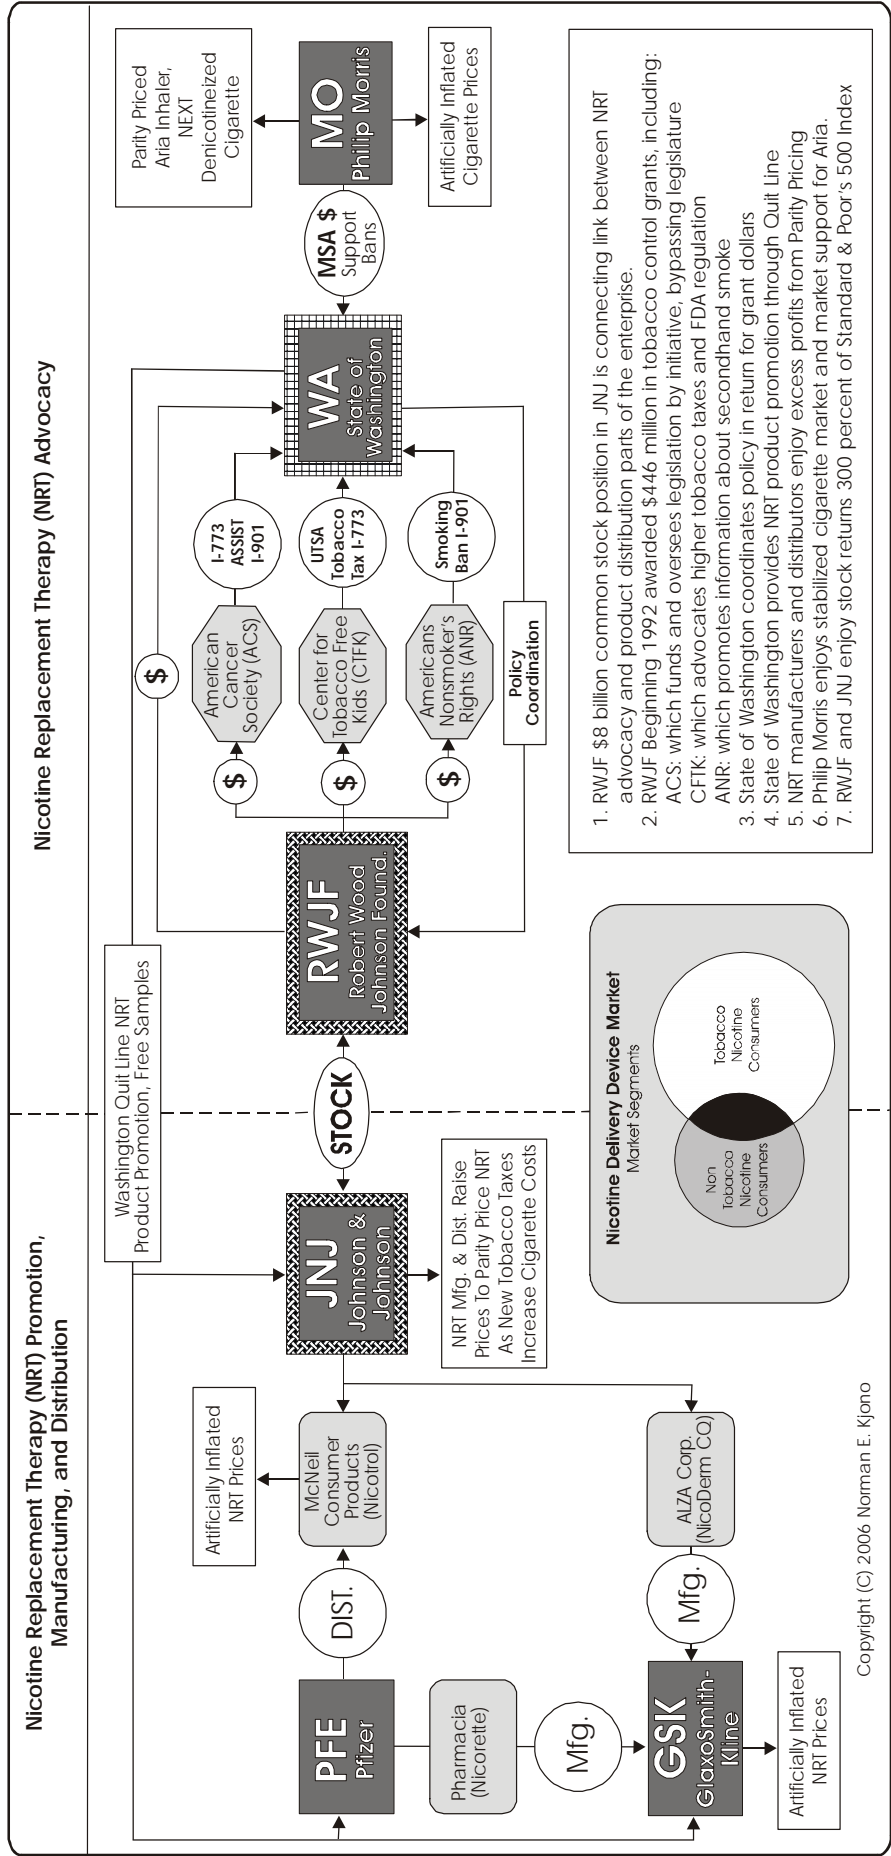 Nicotine Replacement Therapy (NRT) Promotion,
Manufacturing, and Distribution
Nicotine Replacement Therapy (NRT) Advocacy
Washington Quit Line NRT
Product Promotion, Free Samples
PFE
Pfizer
DIST.
McNeil
Consumer
Products
(Nicotrol)
Artificially Inflated
NRT Prices
Pharmacia
(Nicorette)
Mfg.
GSK
GlaxoSmith-
Kline
Artificially Inflated
NRT Prices
Mfg.
ALZA Corp.
(NicoDerm CQ)
JNJ
Johnson &
Johnson
NRT Mfg. & Dist. Raise
Prices To Parity Price NRT
As New Tobacco Taxes
Increase Cigarette Costs
STOCK
RWJF
Robert Wood
Johnson Found.
$
$
$
$
American
Cancer
Society (ACS)
Center for
Tobacco Free
Kids (CTFK)
Americans
Nonsmoker's
Rights (ANR)
I-773
ASSIST
I-901
UTSA
Tobacco
Tax I-773
Smoking
Ban I-901
Policy
Coordination
WA
State of
Washington
MSA $
Support
Bans
MO
Philip Morris
Parity Priced
Aria Inhaler,
NEXT
Denicotineized
Cigarette
Artificially Inflated
Cigarette Prices
Nicotine Delivery Device Market
Market Segments
Non
Tobacco
Nicotine
Consumers
Tobacco
Nicotine
Consumers
1. RWJF $8 billion common stock position in JNJ is connecting link between NRT
advocacy and product distribution parts of the enterprise.
2. RWJF Beginning 1992 awarded $446 million in tobacco control grants, including:
ACS: which funds and oversees legislation by initiative, bypassing legislature
CFTK: which advocates higher tobacco taxes and FDA regulation
ANR: which promotes information about secondhand smoke
3. State of Washington coordinates policy in return for grant dollars
4. State of Washington provides NRT product promotion through Quit Line
5. NRT manufacturers and distributors enjoy excess profits from Parity Pricing
6. Philip Morris enjoys stabilized cigarette market and market support for Aria.
7. RWJF and JNJ enjoy stock returns 300 percent of Standard & Poor's 500 Index
Copyright (C) 2006 Norman E. Kjono